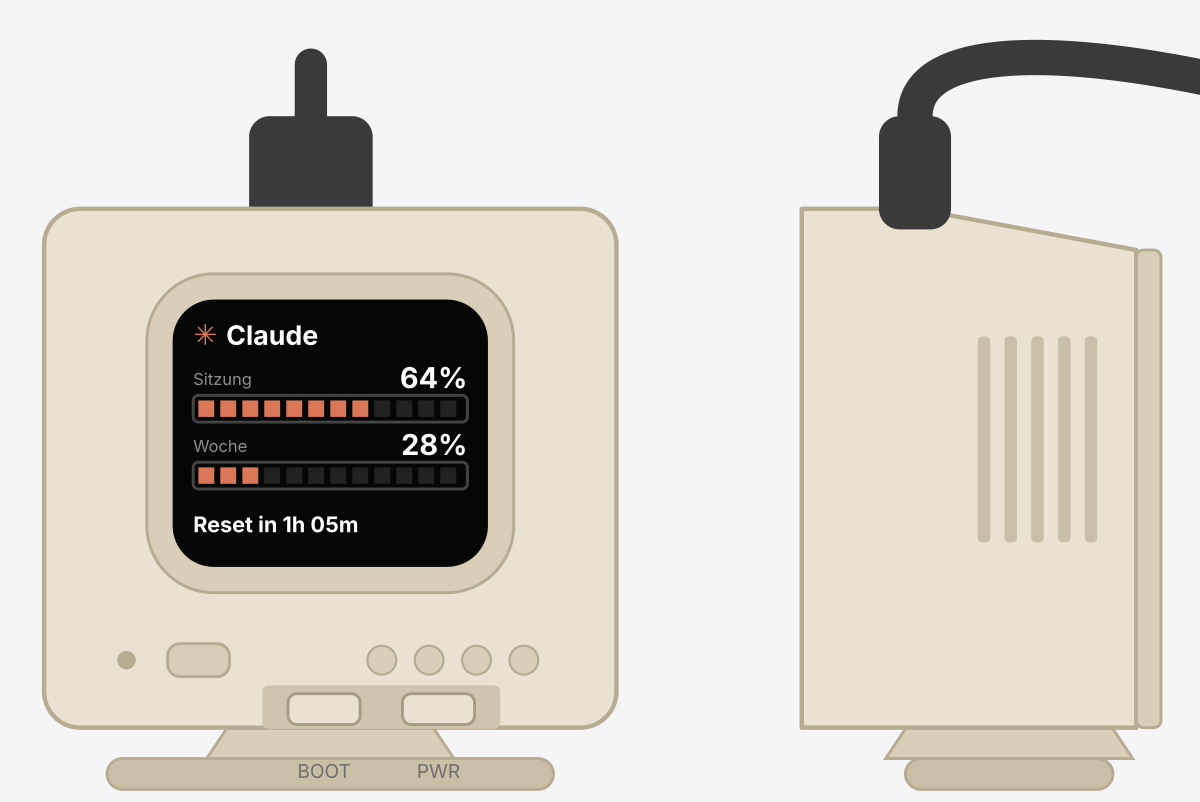 Claude
Sitzung 64%
Woche 28%
Reset in 1h 05m
BOOT PWR